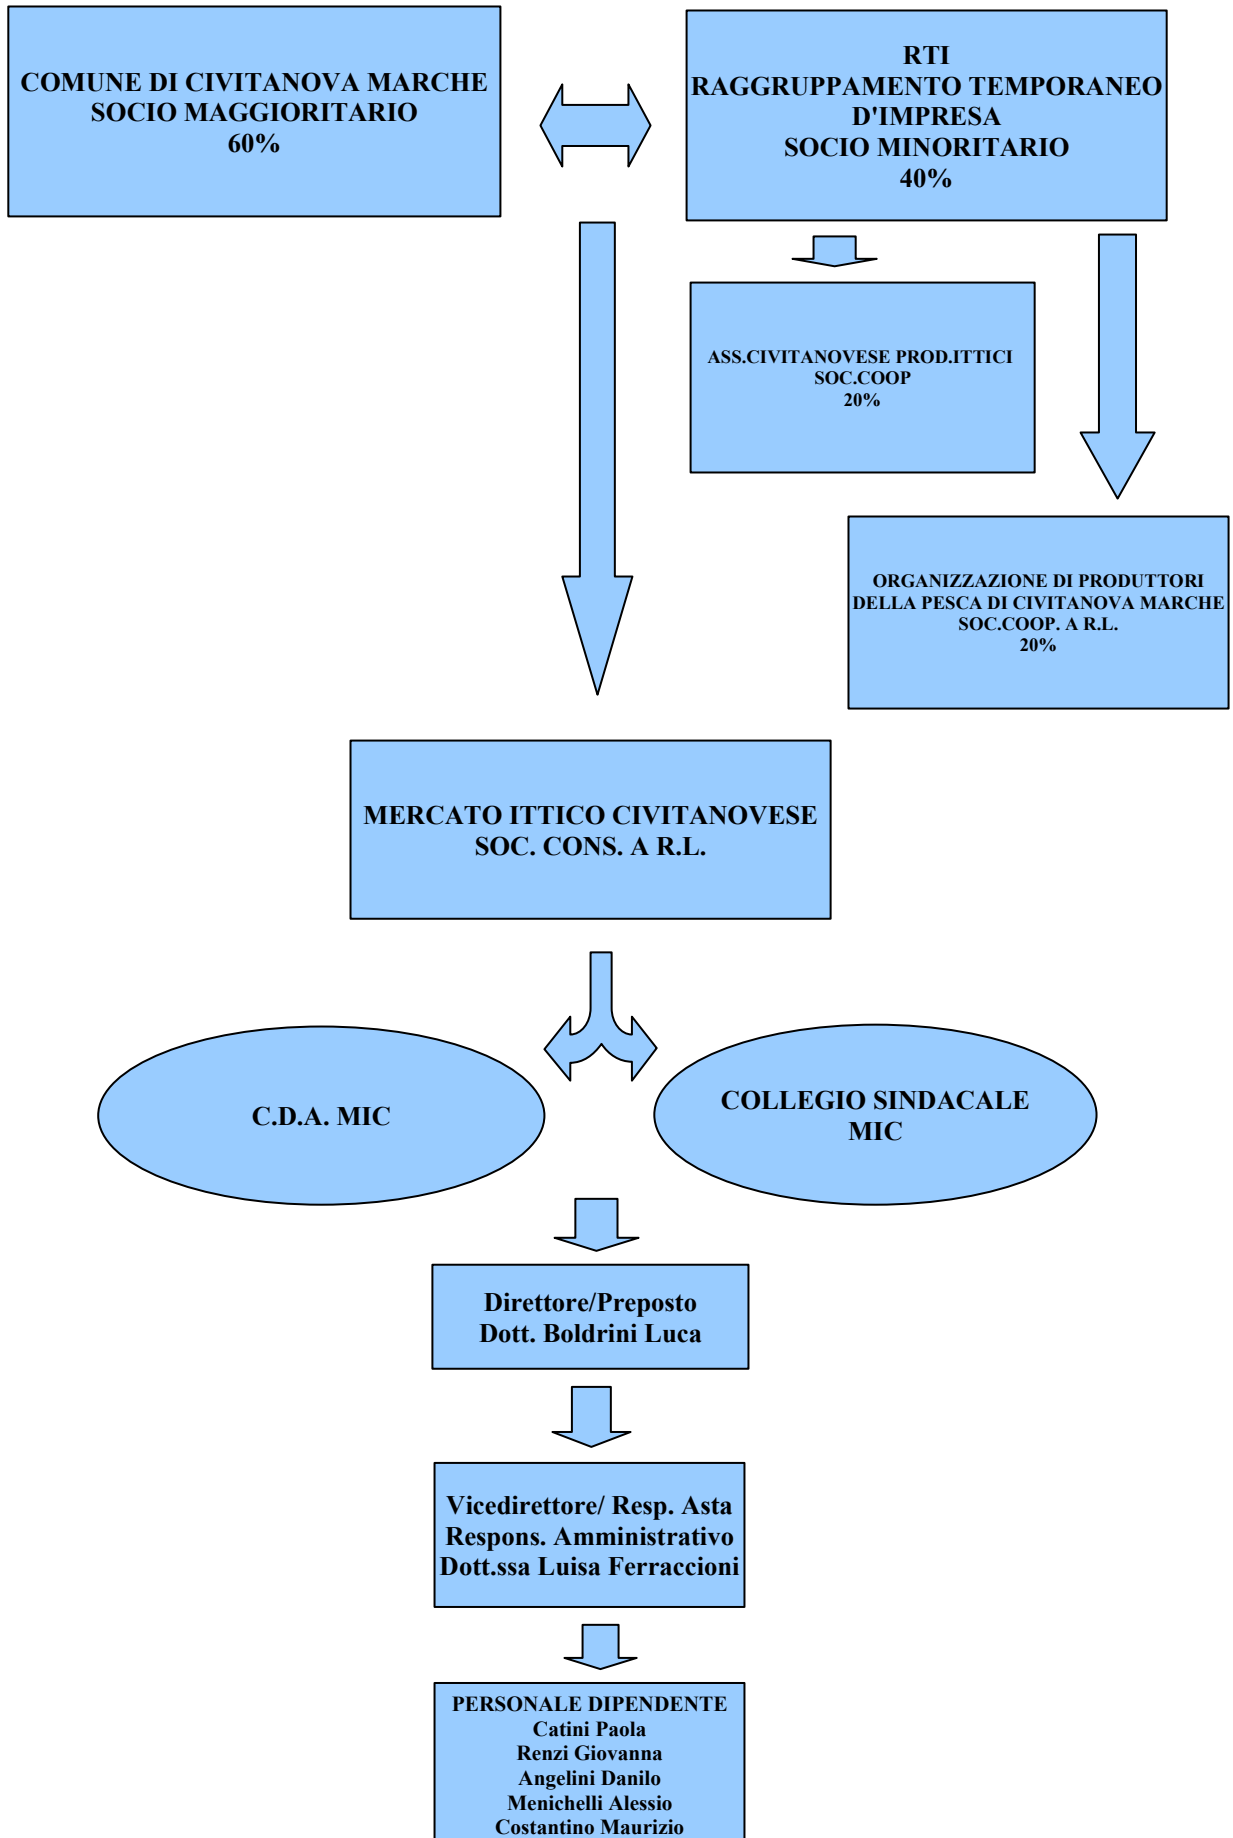 COMUNE DI CIVITANOVA MARCHE
SOCIO MAGGIORITARIO
60%
RTI
RAGGRUPPAMENTO TEMPORANEO
D'IMPRESA
SOCIO MINORITARIO
40%
ASS.CIVITANOVESE PROD.ITTICI
SOC.COOP
20%
ORGANIZZAZIONE DI PRODUTTORI
DELLA PESCA DI CIVITANOVA MARCHE
SOC.COOP. A R.L.
20%
MERCATO ITTICO CIVITANOVESE
SOC. CONS. A R.L.
C.D.A. MIC
COLLEGIO SINDACALE
MIC
Direttore/Preposto
Dott. Boldrini Luca
Vicedirettore/ Resp. Asta
Respons. Amministrativo
Dott.ssa Luisa Ferraccioni
PERSONALE DIPENDENTE
Catini Paola
Renzi Giovanna
Angelini Danilo
Menichelli Alessio
Costantino Maurizio